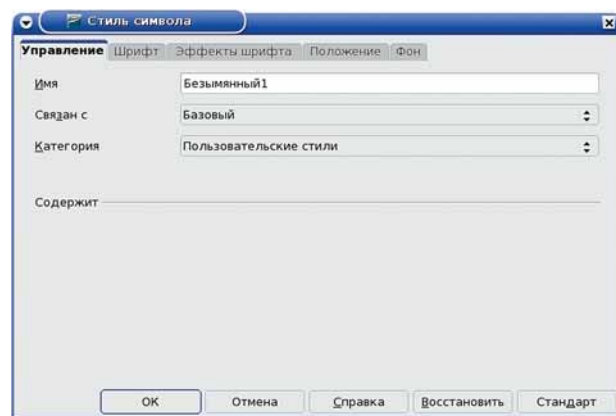 Стиль символа
Управление Шрифт Эффекты шрифта Положение Фон
Имя Безымянный1
Связан с Базовый
Категория Пользовательские стили
Содержит
ОК Отмена Справка Восстановить Стандарт